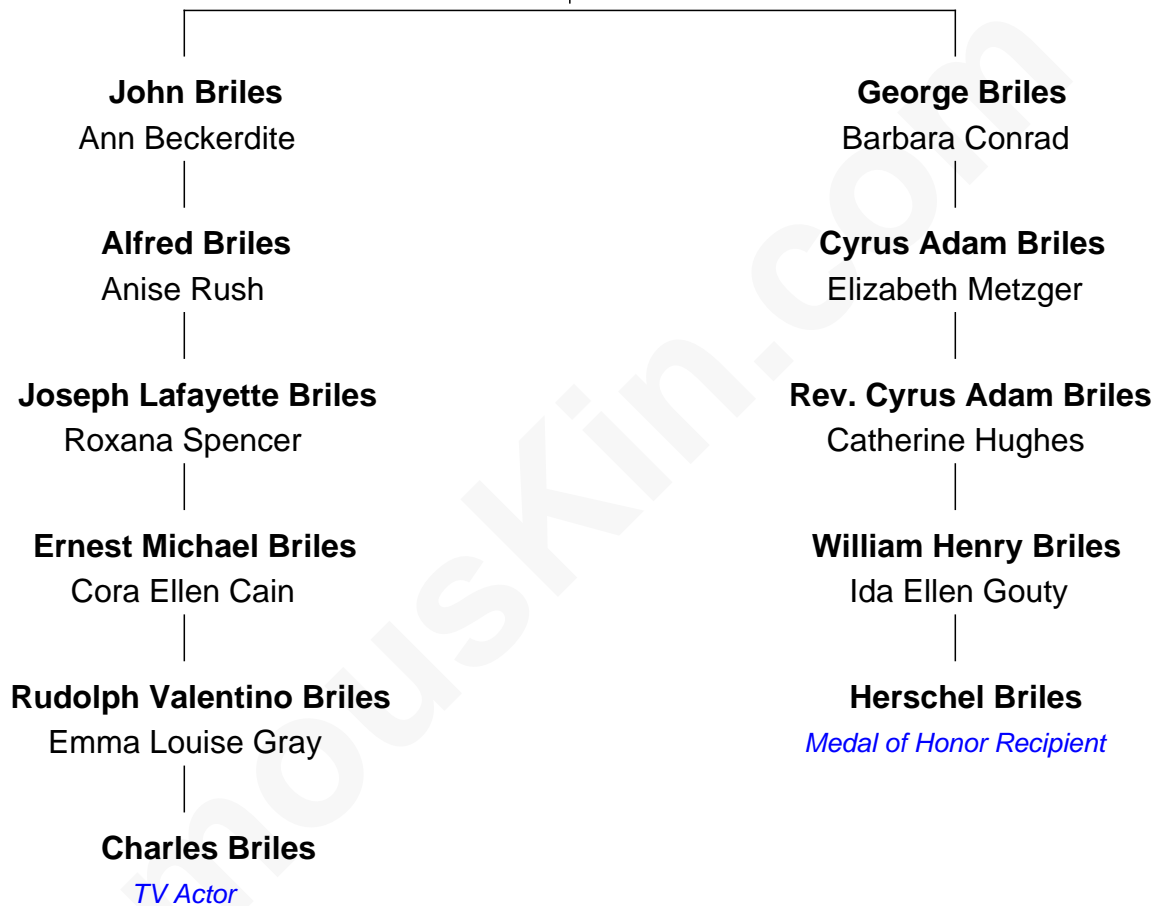 John Briles
Ann Beckerdite
George Briles
Barbara Conrad
Alfred Briles
Anise Rush
Cyrus Adam Briles
Elizabeth Metzger
Joseph Lafayette Briles
Roxana Spencer
Rev. Cyrus Adam Briles
Catherine Hughes
Ernest Michael Briles
Cora Ellen Cain
William Henry Briles
Ida Ellen Gouty
Rudolph Valentino Briles
Emma Louise Gray
Herschel Briles
Medal of Honor Recipient
Charles Briles
TV Actor
mouskin.com